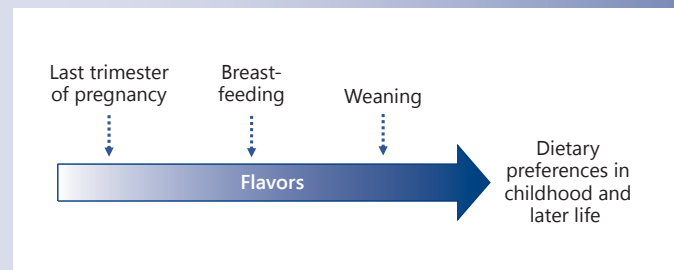 Last trimester
of pregnancy
Breast-
feeding
Weaning
Flavors
Dietary
preferences in
childhood and
later life